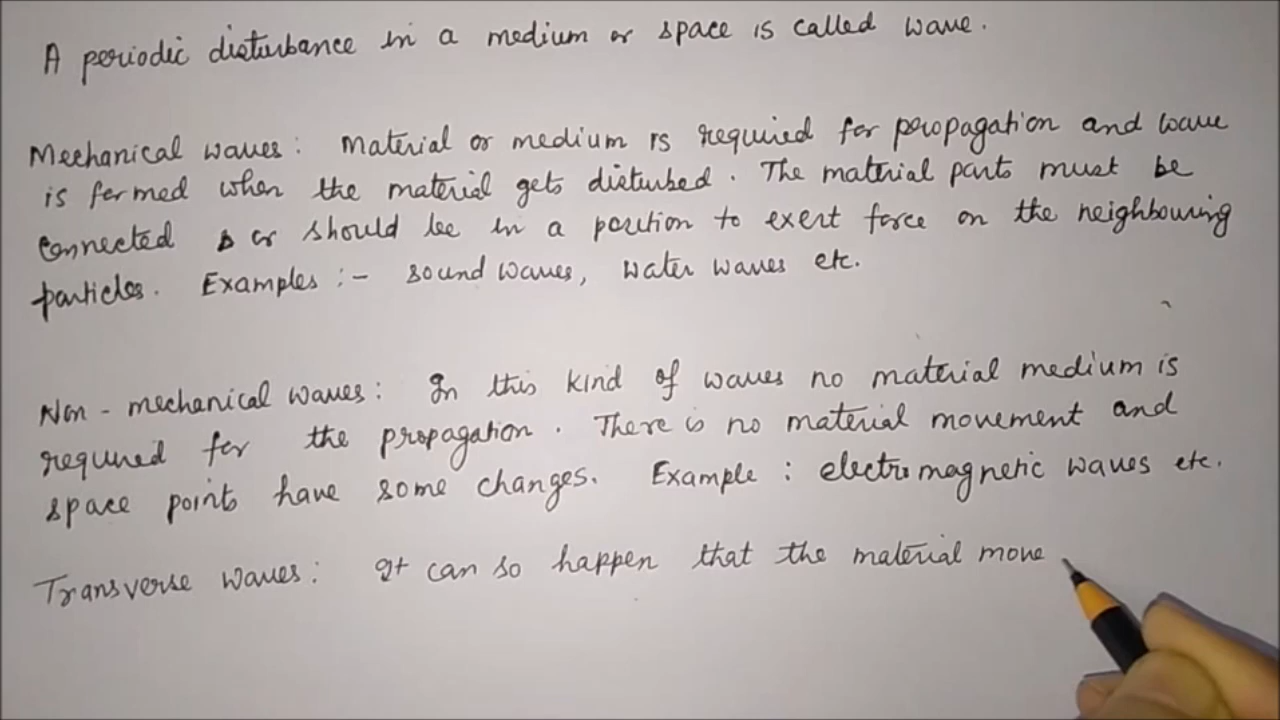 A periodic disturbance in a medium or space is called wave.
Mechanical waves: Material or medium is required for propagation and wave
is formed when the material gets disturbed. The material parts must be
connected or should be in a position to exert force on the neighbouring
particles. Examples :- sound waves, water waves etc.
Non-mechanical waves: In this kind of waves no material medium is
required for the propagation. There is no material movement and
space points have some changes. Example : electromagnetic waves etc.
Transverse waves: It can so happen that the material move